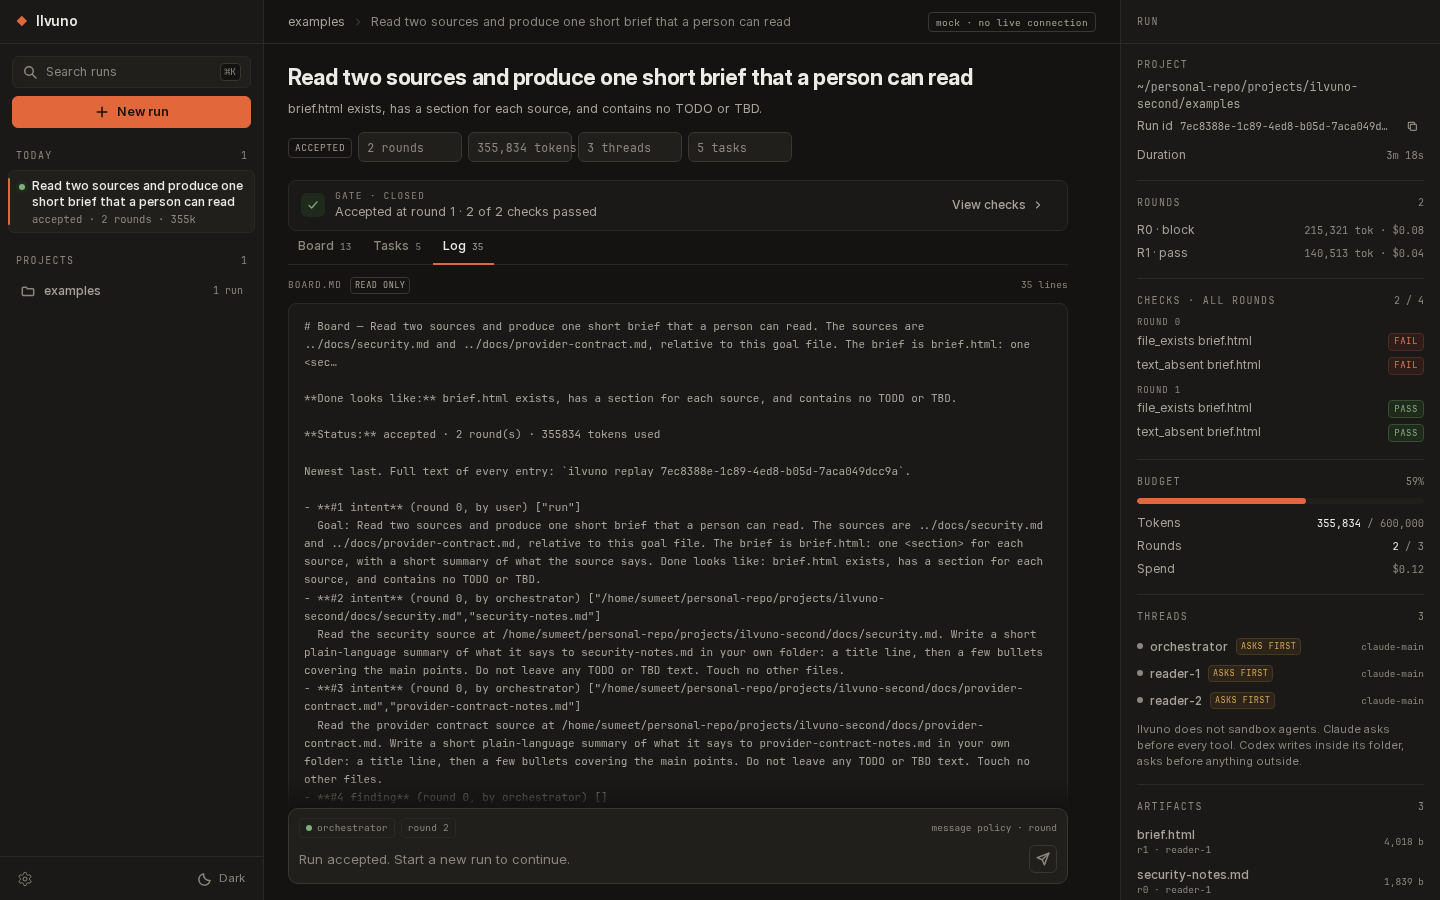 Ilvuno
Search runs
⌘K
New run
TODAY 1
Read two sources and produce one
short brief that a person can read
accepted · 2 rounds · 355k
PROJECTS 1
examples 1 run
Dark
examples › Read two sources and produce one short brief that a person can read
mock · no live connection
Read two sources and produce one short brief that a person can read
brief.html exists, has a section for each source, and contains no TODO or TBD.
ACCEPTED 2 rounds 355,834 tokens 3 threads 5 tasks
GATE · CLOSED
Accepted at round 1 · 2 of 2 checks passed
View checks
Board 13 Tasks 5 Log 35
BOARD.MD READ ONLY 35 lines
# Board — Read two sources and produce one short brief that a person can read. The sources are
../docs/security.md and ../docs/provider-contract.md, relative to this goal file. The brief is brief.html: one
<sec…
**Done looks like:** brief.html exists, has a section for each source, and contains no TODO or TBD.
**Status:** accepted · 2 round(s) · 355834 tokens used
Newest last. Full text of every entry: `ilvuno replay 7ec8388e-1c89-4ed8-b05d-7aca049dcc9a`.
- **#1 intent** (round 0, by user) ["run"]
Goal: Read two sources and produce one short brief that a person can read. The sources are ../docs/security.md
and ../docs/provider-contract.md, relative to this goal file. The brief is brief.html: one <section> for each
source, with a short summary of what the source says. Done looks like: brief.html exists, has a section for each
source, and contains no TODO or TBD.
- **#2 intent** (round 0, by orchestrator) ["/home/sumeet/personal-repo/projects/ilvuno-
second/docs/security.md","security-notes.md"]
Read the security source at /home/sumeet/personal-repo/projects/ilvuno-second/docs/security.md. Write a short
plain-language summary of what it says to security-notes.md in your own folder: a title line, then a few bullets
covering the main points. Do not leave any TODO or TBD text. Touch no other files.
- **#3 intent** (round 0, by orchestrator) ["/home/sumeet/personal-repo/projects/ilvuno-second/docs/provider-
contract.md","provider-contract-notes.md"]
Read the provider contract source at /home/sumeet/personal-repo/projects/ilvuno-second/docs/provider-
contract.md. Write a short plain-language summary of what it says to provider-contract-notes.md in your own
folder: a title line, then a few bullets covering the main points. Do not leave any TODO or TBD text. Touch no
other files.
- **#4 finding** (round 0, by orchestrator) []
orchestrator round 2 message policy · round
Run accepted. Start a new run to continue.
RUN
PROJECT
~/personal-repo/projects/ilvuno-
second/examples
Run id 7ec8388e-1c89-4ed8-b05d-7aca049d…
Duration 3m 18s
ROUNDS 2
R0 · block 215,321 tok · $0.08
R1 · pass 140,513 tok · $0.04
CHECKS · ALL ROUNDS 2 / 4
ROUND 0
file_exists brief.html FAIL
text_absent brief.html FAIL
ROUND 1
file_exists brief.html PASS
text_absent brief.html PASS
BUDGET 59%
Tokens 355,834 / 600,000
Rounds 2 / 3
Spend $0.12
THREADS 3
orchestrator ASKS FIRST claude-main
reader-1 ASKS FIRST claude-main
reader-2 ASKS FIRST claude-main
Ilvuno does not sandbox agents. Claude asks
before every tool. Codex writes inside its folder,
asks before anything outside.
ARTIFACTS 3
brief.html 4,018 b
r1 · reader-1
security-notes.md 1,839 b
r0 · reader-1